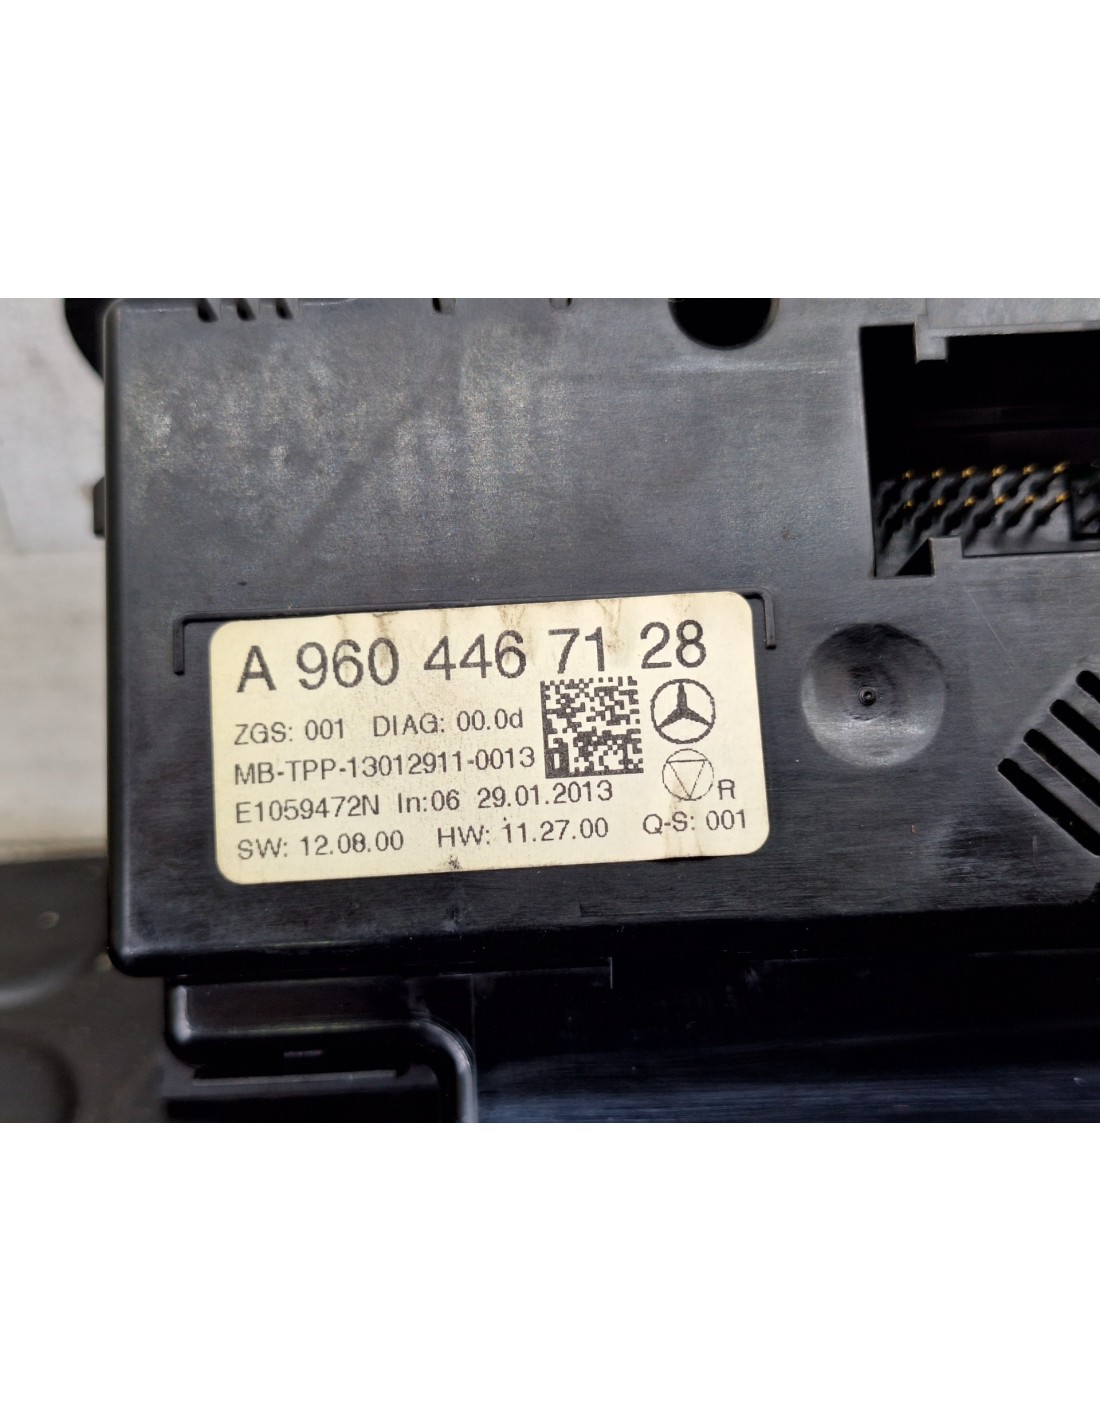 A 960 446 71 28
ZGS: 001 DIAG: 00.0d
MB-TPP-13012911-0013
E1059472N In:06 29.01.2013
R
SW: 12.08.00 HW: 11.27.00 Q-S: 001